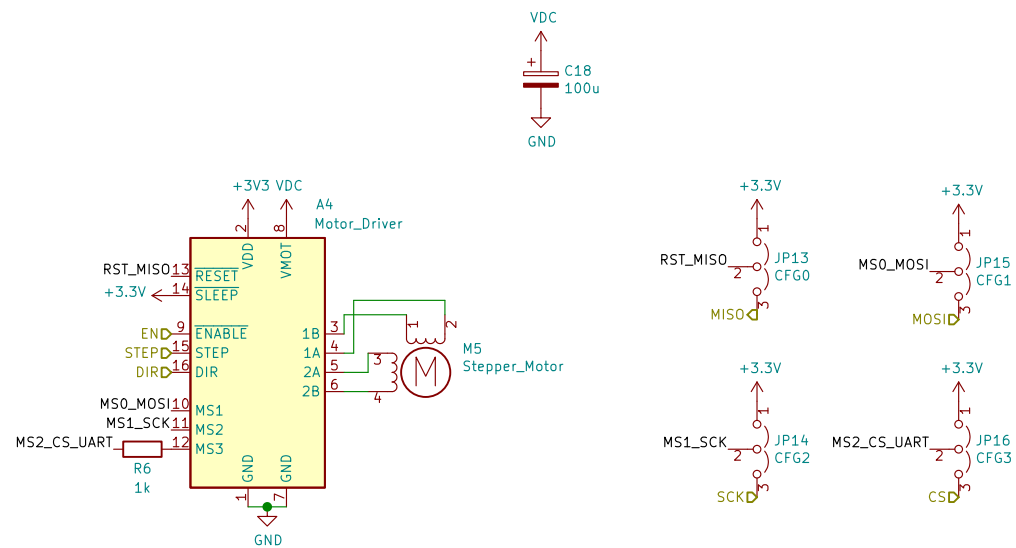 VDC
+
C18
100u
GND
+3V3 VDC
A4
Motor_Driver
2
8
VDD
VMOT
RST_MISO 13 RESET
+3.3V 14 SLEEP
EN 9 ENABLE
STEP 15 STEP
DIR 16 DIR
MS0_MOSI 10 MS1
MS1_SCK 11 MS2
MS2_CS_UART 12 MS3
R6
1k
1B 3
1A 4
2A 5
2B 6
GND
GND
1
7
GND
1
2
3
4
M
M5
Stepper_Motor
+3.3V
1
RST_MISO
2
JP13
CFG0
3
MISO
+3.3V
1
MS0_MOSI
2
JP15
CFG1
3
MOSI
+3.3V
1
MS1_SCK
2
JP14
CFG2
3
SCK
+3.3V
1
MS2_CS_UART
2
JP16
CFG3
3
CS